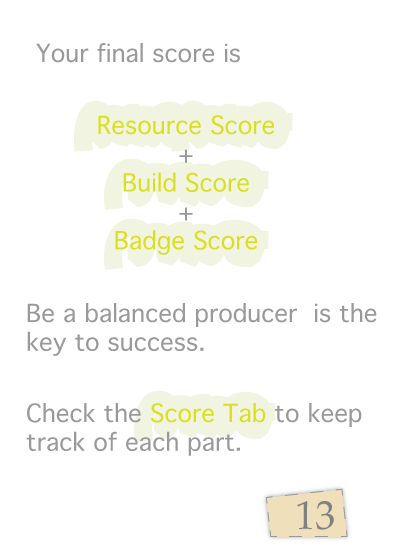 Your final score is
Resource Score
+
Build Score
+
Badge Score
Be a balanced producer  is the
key to success.
Check the Score Tab to keep
track of each part.
13